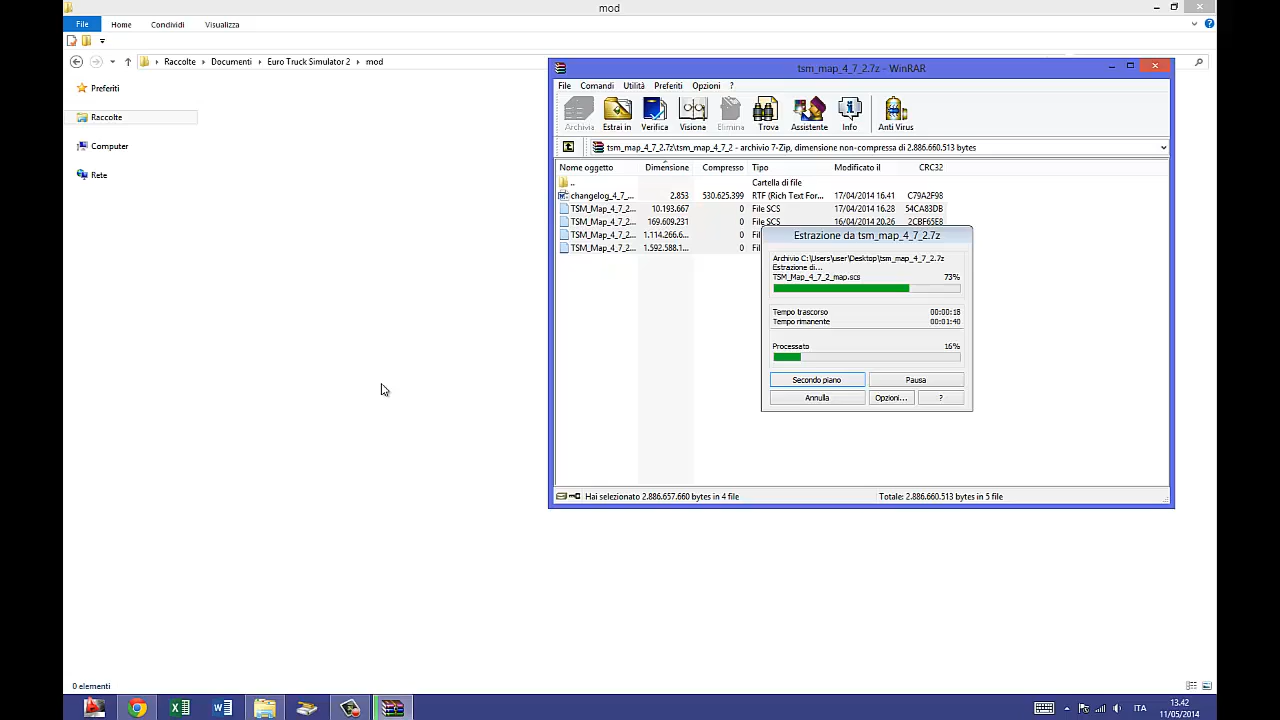 mod
File Home Condividi Visualizza
Raccolte Documenti Euro Truck Simulator 2 mod
Preferiti
Raccolte
Computer
Rete
0 elementi
tsm_map_4_7_2.7z - WinRAR
File Comandi Utilità Preferiti Opzioni ?
Archivia Estrai in Verifica Visiona Elimina Trova Assistente Info Anti Virus
tsm_map_4_7_2.7z\tsm_map_4_7_2 - archivio 7-Zip, dimensione non-compressa di 2.886.660.513 bytes
Nome oggetto Dimensione Compresso Tipo Modificato il CRC32
.. Cartella di file
changelog_4_7_... 2.853 530.625.399 RTF (Rich Text For... 17/04/2014 16.41 C79A2F98
TSM_Map_4_7_2... 10.193.667 0 File SCS 17/04/2014 16.28 54CA83DB
TSM_Map_4_7_2... 169.609.231 0 File SCS 16/04/2014 20.26 2CBF65E8
TSM_Map_4_7_2... 1.114.266.6... 0
TSM_Map_4_7_2... 1.592.588.1... 0
Estrazione da tsm_map_4_7_2.7z
Archivio C:\Users\user\Desktop\tsm_map_4_7_2.7z
Estrazione di...
TSM_Map_4_7_2_map.scs 73%
Tempo trascorso 00:00:18
Tempo rimanente 00:01:40
Processato 16%
Secondo piano Pausa
Annulla Opzioni... ?
Hai selezionato 2.886.657.660 bytes in 4 file Totale: 2.886.660.513 bytes in 5 file
ITA
13.42
11/05/2014